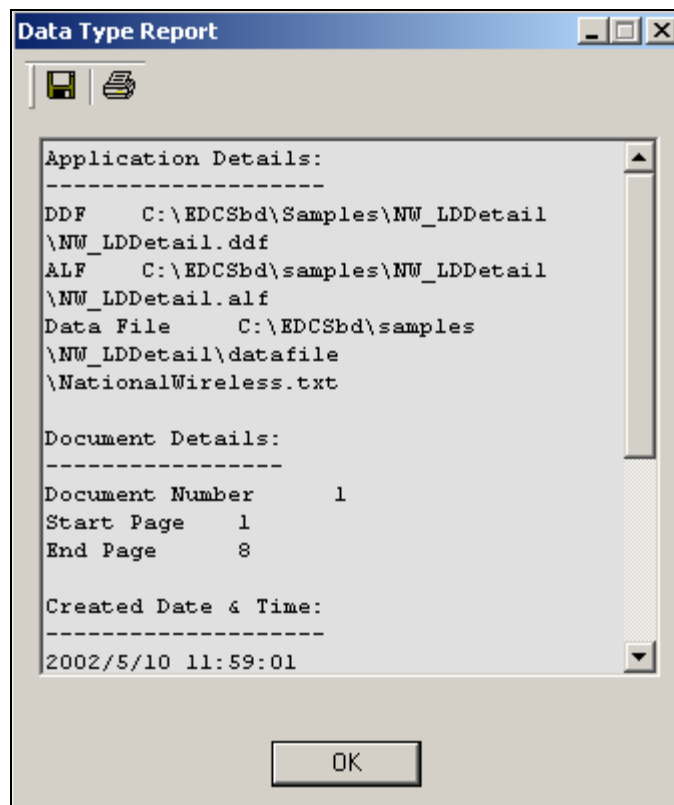 Data Type Report
Application Details:
---------------------
DDF    C:\EDCSbd\Samples\NW_LDDetail
\NW_LDDetail.ddf
ALF    C:\EDCSbd\samples\NW_LDDetail
\NW_LDDetail.alf
Data File     C:\EDCSbd\samples
\NW_LDDetail\datafile
\NationalWireless.txt
Document Details:
------------------
Document Number      1
Start Page    1
End Page      8
Created Date & Time:
---------------------
2002/5/10 11:59:01
OK